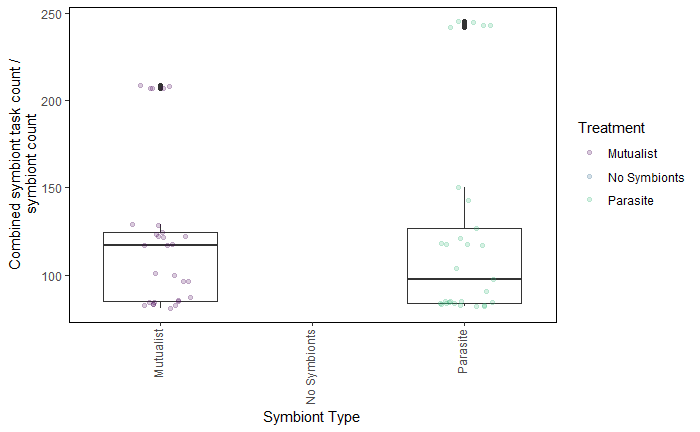 Combined symbiont task count /
symbiont count
250
200
150
100
Mutualist
No Symbionts
Parasite
Symbiont Type
Treatment
Mutualist
No Symbionts
Parasite